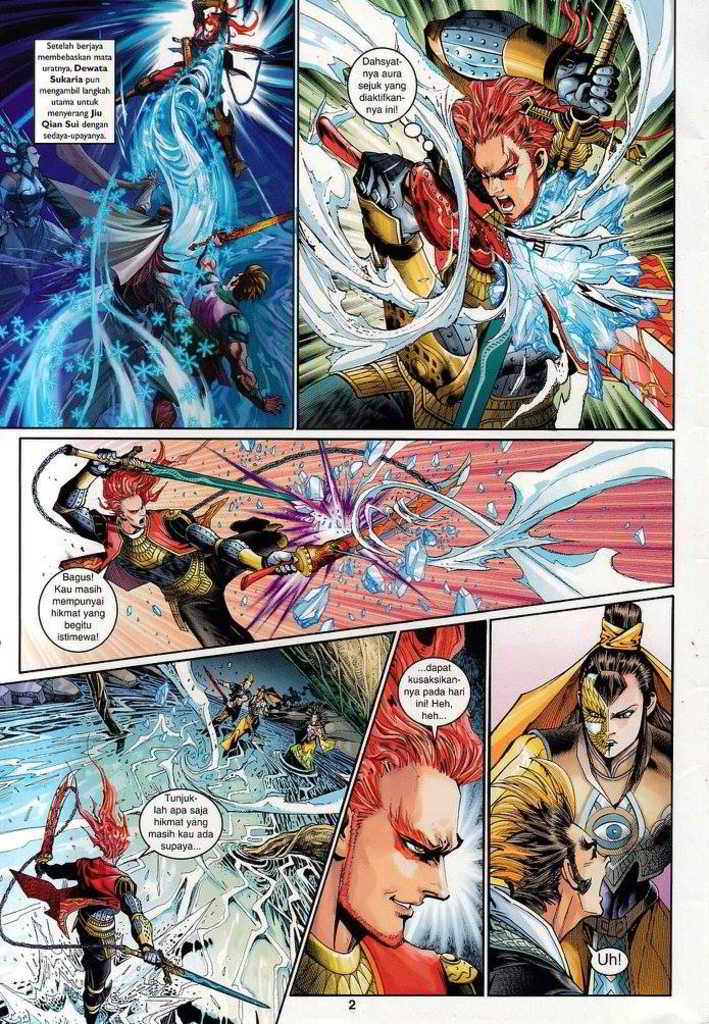 Setelah berjaya
membebaskan mata
uratnya, Dewata
Sukaria pun
mengambil langkah
utama untuk
menyerang Jiu
Qian Sui dengan
sedaya-upayanya.
Dahsyat-
nya aura
sejuk yang
diaktifkan-
nya ini!
Bagus!
Kau masih
mempunyai
hikmat yang
begitu
istimewa!
Tunjuk-
lah apa saja
hikmat yang
masih kau ada
supaya...
...dapat
kusaksikan-
nya pada hari
ini! Heh,
heh...
Uh!
2